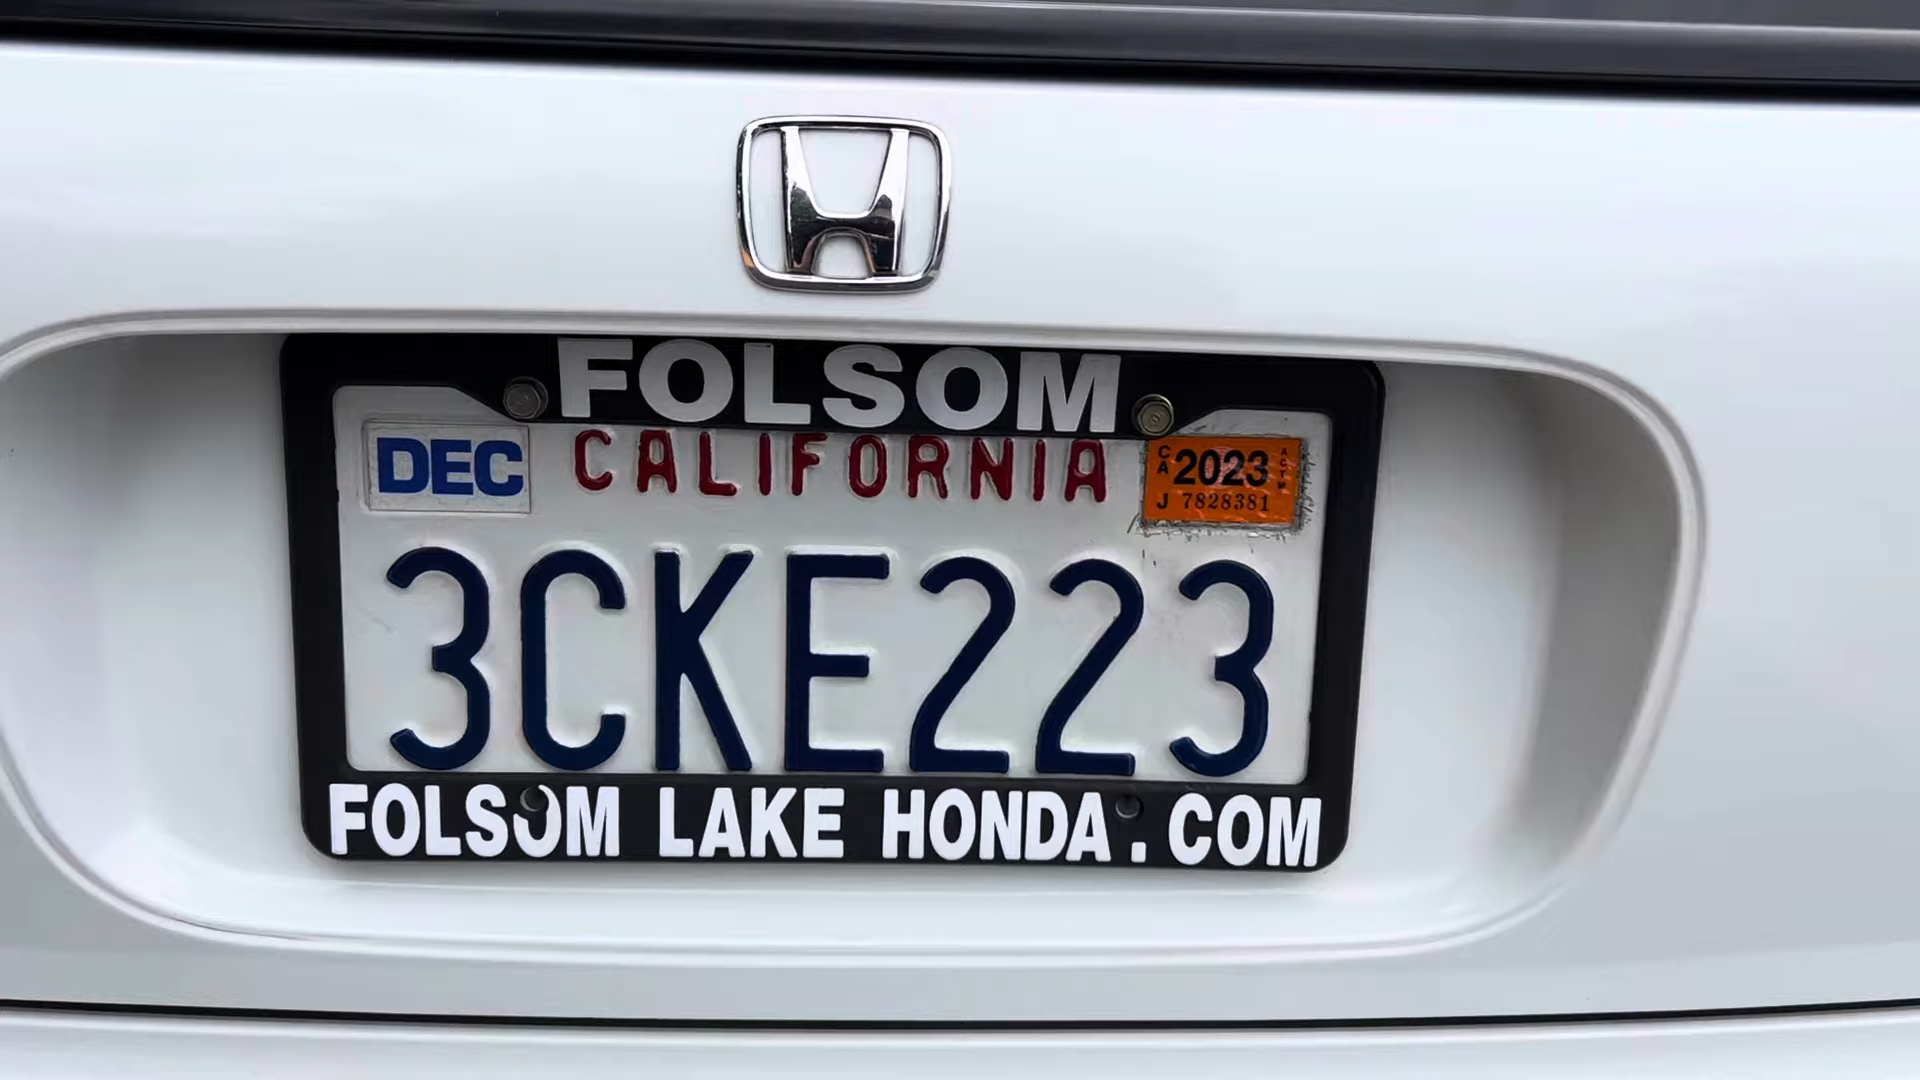 FOLSOM
DEC
CALIFORNIA
CA 2023
J 7828381
3CKE223
FOLSOM LAKE HONDA.COM